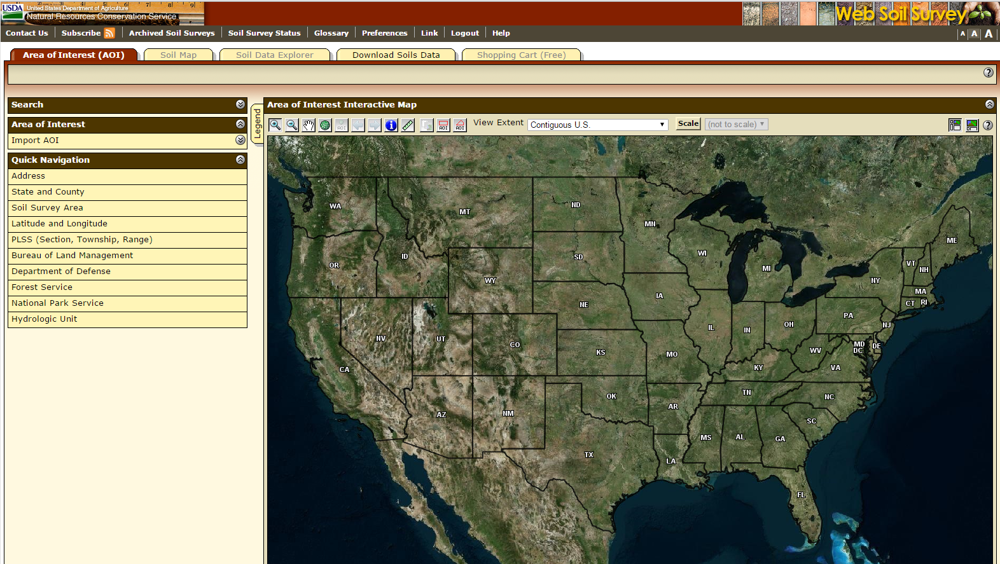 USDA United States Department of Agriculture
Natural Resources Conservation Service
Web Soil Survey
Contact Us Subscribe Archived Soil Surveys Soil Survey Status Glossary Preferences Link Logout Help A A A
Area of Interest (AOI) Soil Map Soil Data Explorer Download Soils Data Shopping Cart (Free)
?
Search
Area of Interest
Import AOI
Quick Navigation
Address
State and County
Soil Survey Area
Latitude and Longitude
PLSS (Section, Township, Range)
Bureau of Land Management
Department of Defense
Forest Service
National Park Service
Hydrologic Unit
Legend
Area of Interest Interactive Map
AOI i AOI AOI View Extent Contiguous U.S. Scale (not to scale) ?
WA
MT
ND
MN
ME
OR
ID
WY
SD
WI
MI
VT
NH
NY
MA
CT RI
IA
NE
PA
NJ
OH
IL
IN
NV
UT
CO
KS
MO
WV
MD
DC
DE
CA
KY
VA
OK
TN
NC
AZ
NM
AR
SC
MS
AL
GA
TX
LA
FL